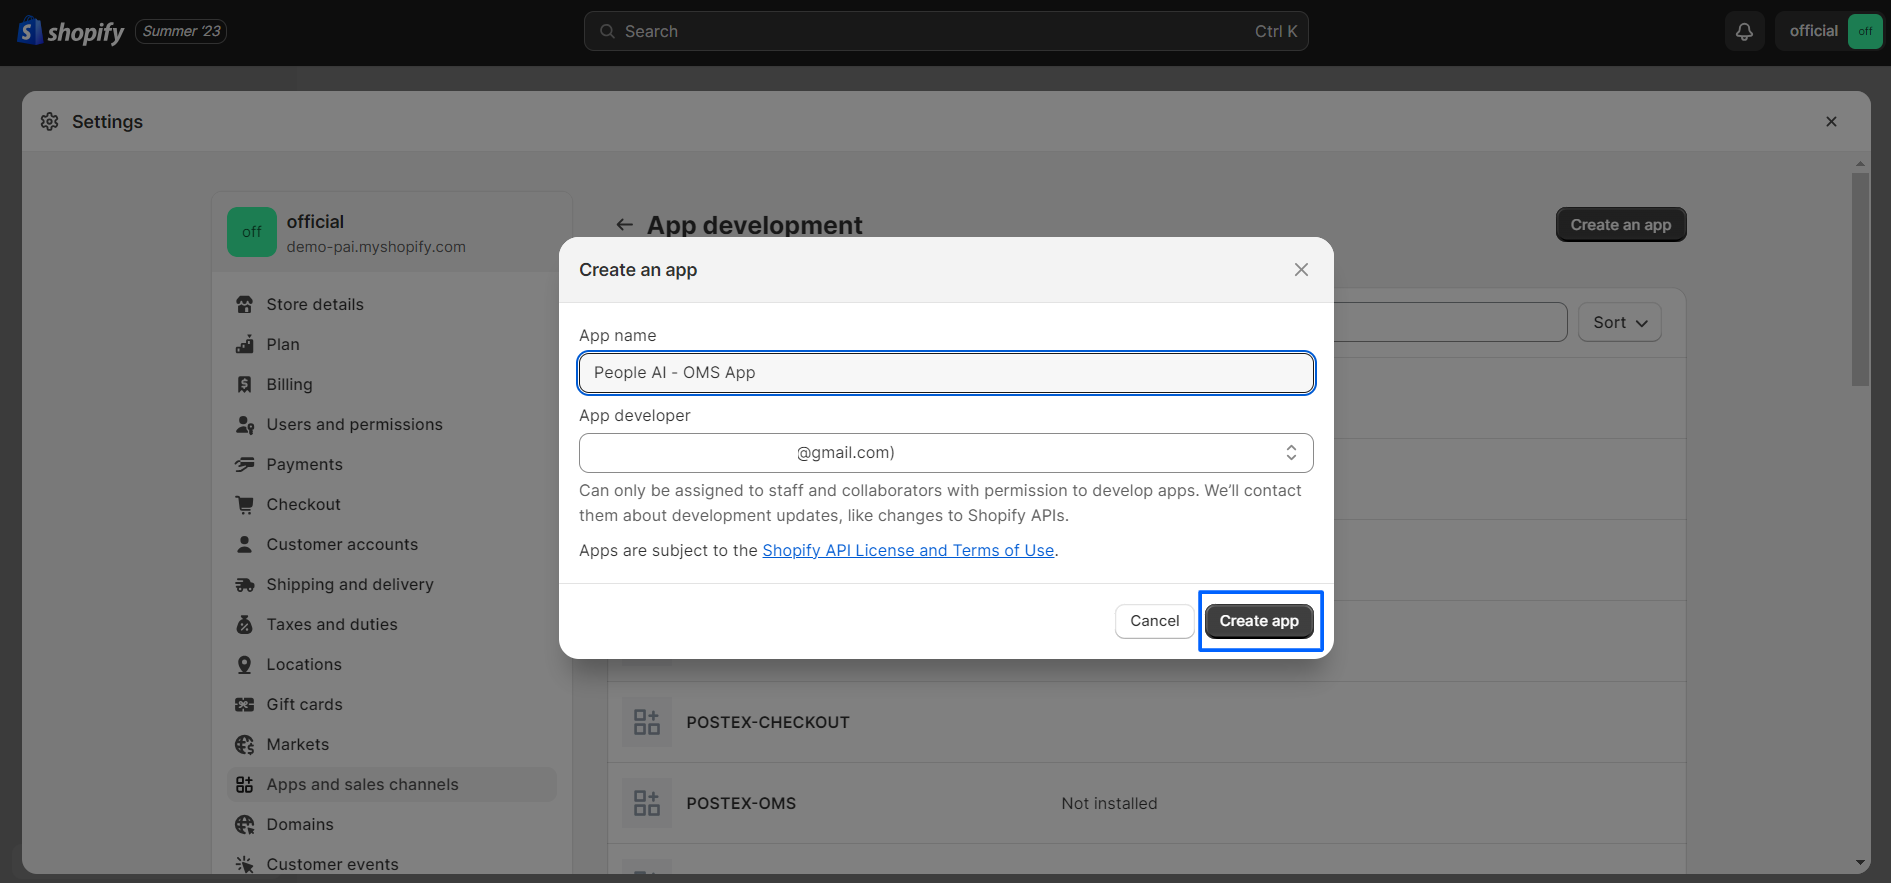 shopify Summer '23
Search Ctrl K
official off
Settings
off official
demo-pai.myshopify.com
Store details
Plan
Billing
Users and permissions
Payments
Checkout
Customer accounts
Shipping and delivery
Taxes and duties
Locations
Gift cards
Markets
Apps and sales channels
Domains
Customer events
App development
Create an app
Sort
Create an app
App name
People AI - OMS App
App developer
@gmail.com)
Can only be assigned to staff and collaborators with permission to develop apps. We’ll contact
them about development updates, like changes to Shopify APIs.
Apps are subject to the Shopify API License and Terms of Use.
Cancel Create app
POSTEX-CHECKOUT
POSTEX-OMS Not installed